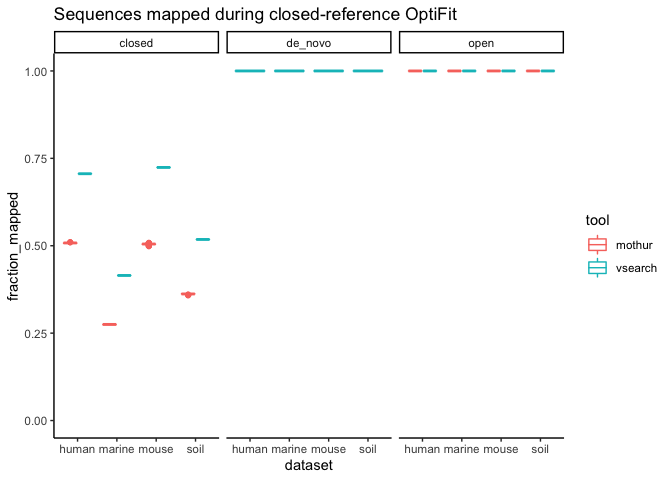 Sequences mapped during closed-reference OptiFit
closed
de_novo
open
1.00
0.75
0.50
0.25
0.00
fraction_mapped
human marine mouse soil
human marine mouse soil
human marine mouse soil
dataset
tool
mothur
vsearch